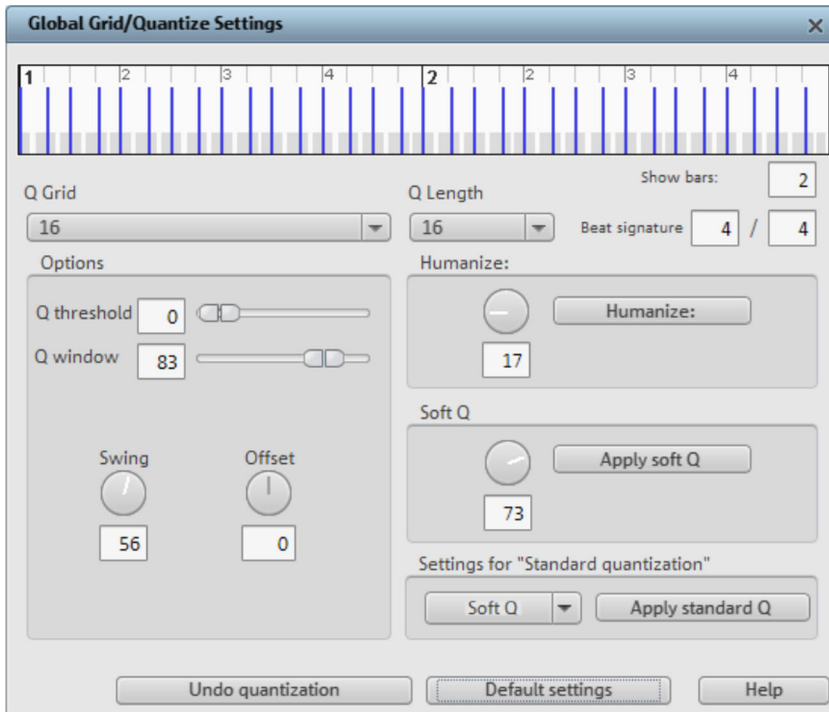 Global Grid/Quantize Settings
1 2 3 4 2 2 3 4
Show bars: 2
Q Grid Q Length
16 16 Beat signature 4 / 4
Options Humanize:
Q threshold 0 Humanize:
Q window 83 17
Soft Q
Swing Offset Apply soft Q
56 0 73
Settings for "Standard quantization"
Soft Q Apply standard Q
Undo quantization Default settings Help